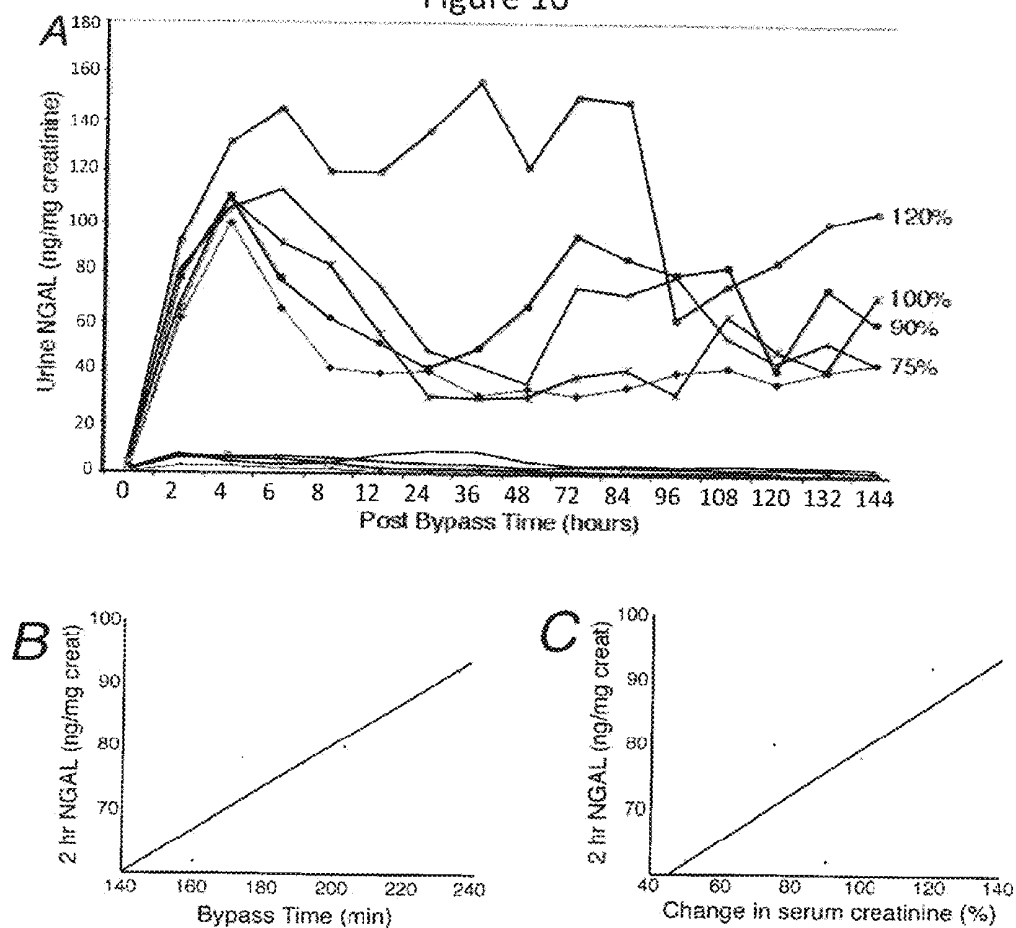 Figure 10
A
180
160
140
120
100
80
60
40
20
0
Urine NGAL (ng/mg creatinine)
120%
100%
90%
75%
0 2 4 6 8 12 24 36 48 72 84 96 108 120 132 144
Post Bypass Time (hours)
B
100
90
80
70
2 hr NGAL (ng/mg creat)
140 160 180 200 220 240
Bypass Time (min)
C
100
90
80
70
2 hr NGAL (ng/mg creat)
40 60 80 100 120 140
Change in serum creatinine (%)